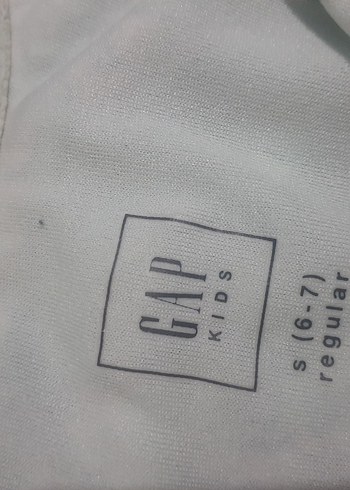 GAP
KIDS
S (6-7)
regular